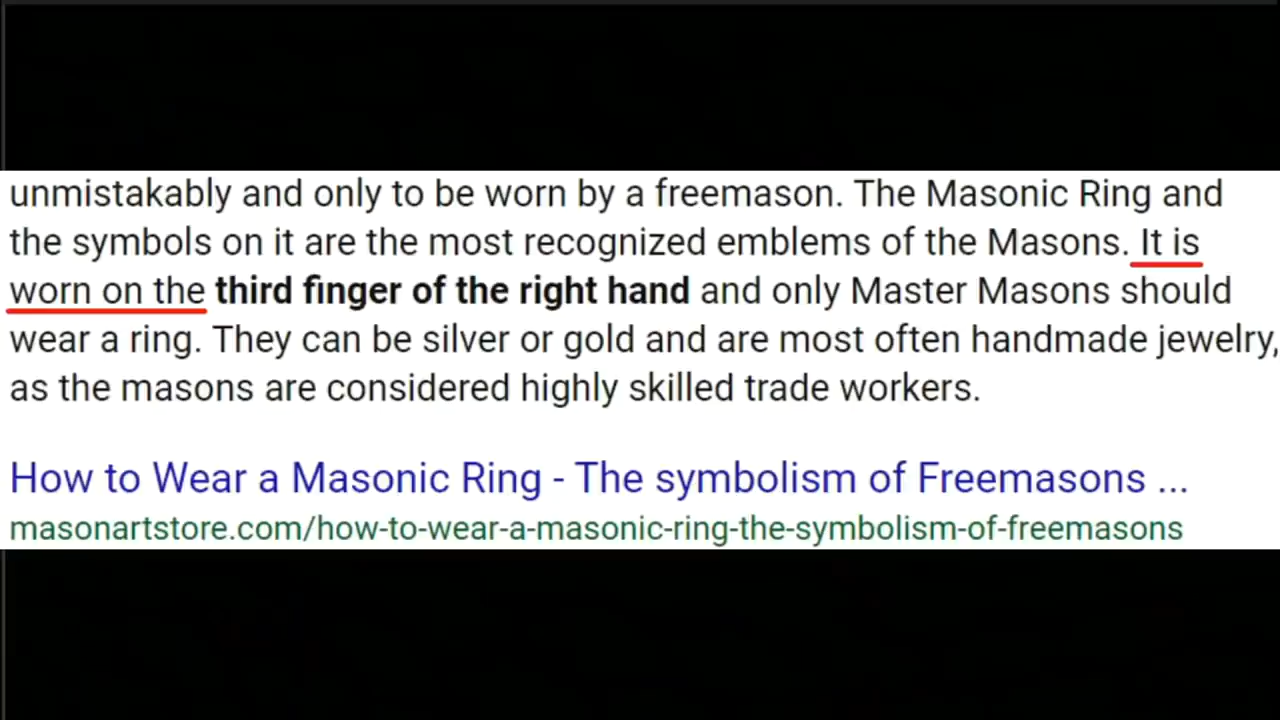 unmistakably and only to be worn by a freemason. The Masonic Ring and
the symbols on it are the most recognized emblems of the Masons. It is
worn on the third finger of the right hand and only Master Masons should
wear a ring. They can be silver or gold and are most often handmade jewelry,
as the masons are considered highly skilled trade workers.
How to Wear a Masonic Ring - The symbolism of Freemasons ...
masonartstore.com/how-to-wear-a-masonic-ring-the-symbolism-of-freemasons